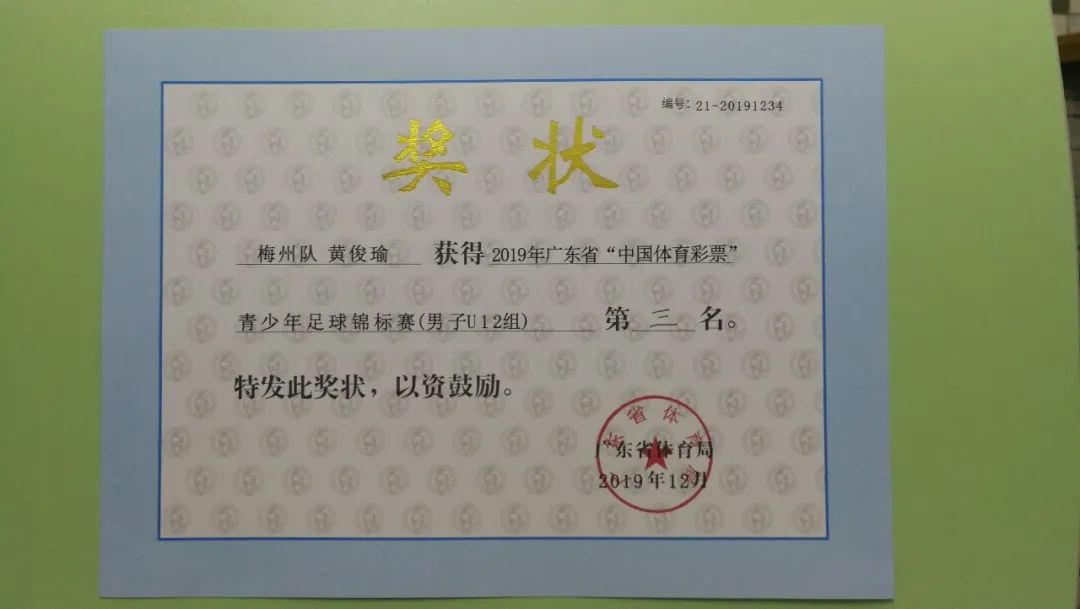 编号：21-20191234
奖状
梅州队 黄俊瑜 获得 2019年广东省“中国体育彩票”
青少年足球锦标赛(男子U12组) 第 三 名。
特发此奖状，以资鼓励。
广东省体育局
2019年12月